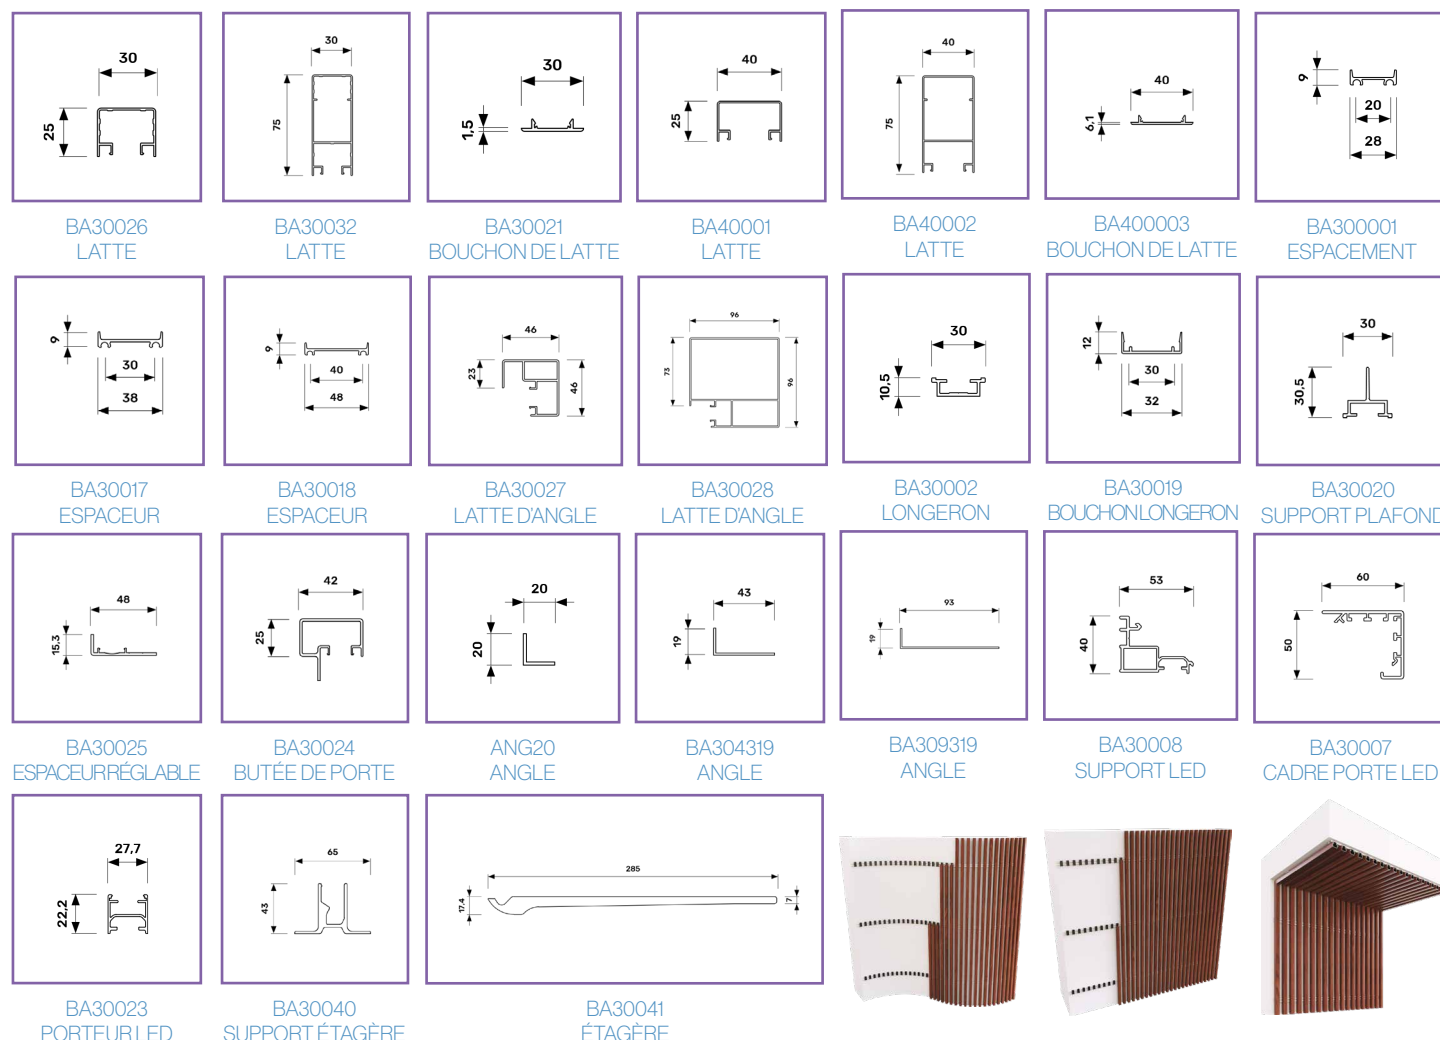 30
25
BA30026
LATTE
30
75
BA30032
LATTE
30
1,5
BA30021
BOUCHON DE LATTE
40
25
BA40001
LATTE
40
75
BA40002
LATTE
40
6,1
BA400003
BOUCHON DE LATTE
9
20
28
BA300001
ESPACEMENT
9
30
38
BA30017
ESPACEUR
9
40
48
BA30018
ESPACEUR
46
23
46
BA30027
LATTE D'ANGLE
96
73
96
BA30028
LATTE D'ANGLE
30
10,5
BA30002
LONGERON
12
30
32
BA30019
BOUCHON LONGERON
30
30,5
BA30020
SUPPORT PLAFOND
48
15,3
BA30025
ESPACEUR RÉGLABLE
42
25
BA30024
BUTÉE DE PORTE
20
20
ANG20
ANGLE
43
19
BA304319
ANGLE
93
19
BA309319
ANGLE
53
40
BA30008
SUPPORT LED
60
50
BA30007
CADRE PORTE LED
27,7
22,2
BA30023
PORTEUR LED
65
43
BA30040
SUPPORT ÉTAGÈRE
285
17,4
7
BA30041
ÉTAGÈRE